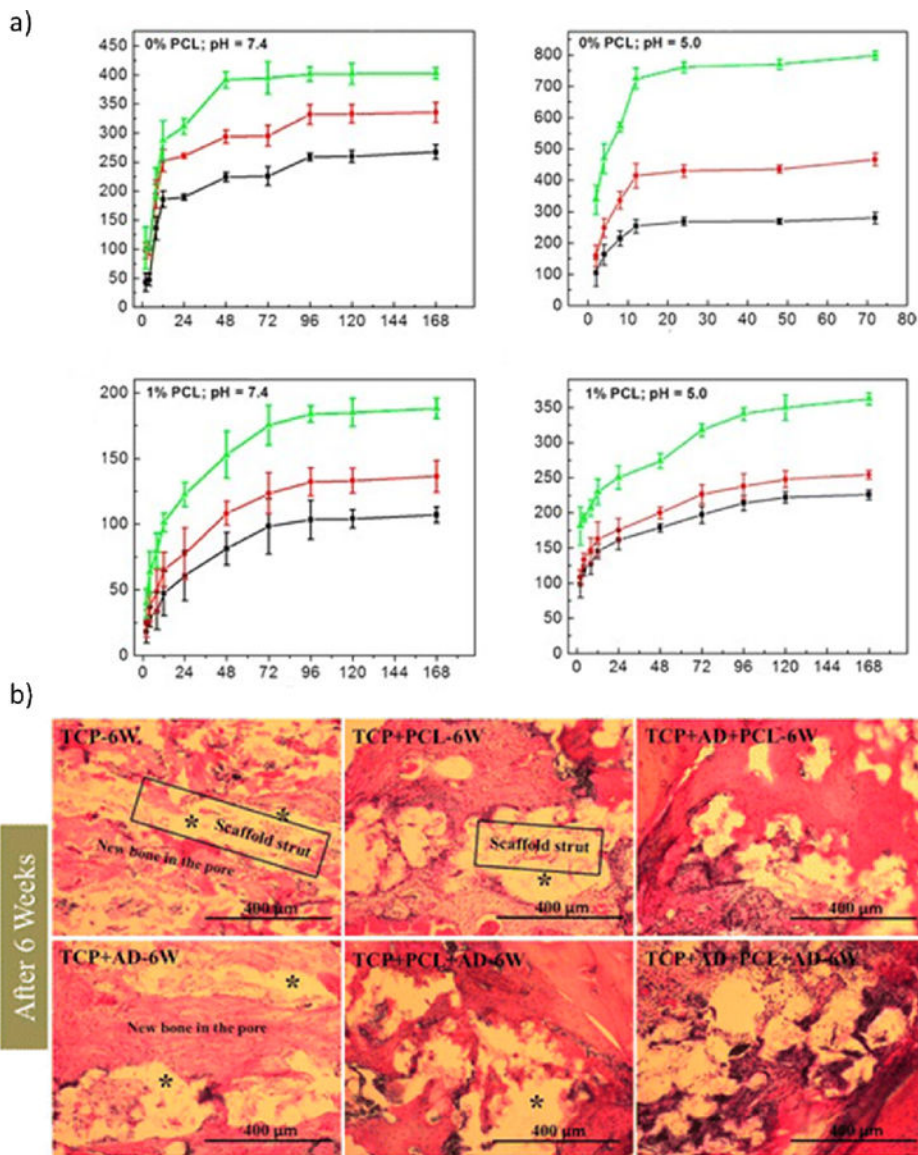 a)
0% PCL; pH = 7.4
450
400
350
300
250
200
150
100
50
0
0 24 48 72 96 120 144 168
0% PCL; pH = 5.0
800
700
600
500
400
300
200
100
0
0 10 20 30 40 50 60 70 80
1% PCL; pH = 7.4
200
150
100
50
0
0 24 48 72 96 120 144 168
1% PCL; pH = 5.0
350
300
250
200
150
100
50
0
0 24 48 72 96 120 144 168
b)
After 6 Weeks
TCP-6W
*
*
Scaffold strut
New bone in the pore
400 µm
TCP+PCL-6W
Scaffold strut
*
400 µm
TCP+AD+PCL-6W
400 µm
TCP+AD-6W
*
New bone in the pore
*
400 µm
TCP+PCL+AD-6W
*
400 µm
TCP+AD+PCL+AD-6W
400 µm